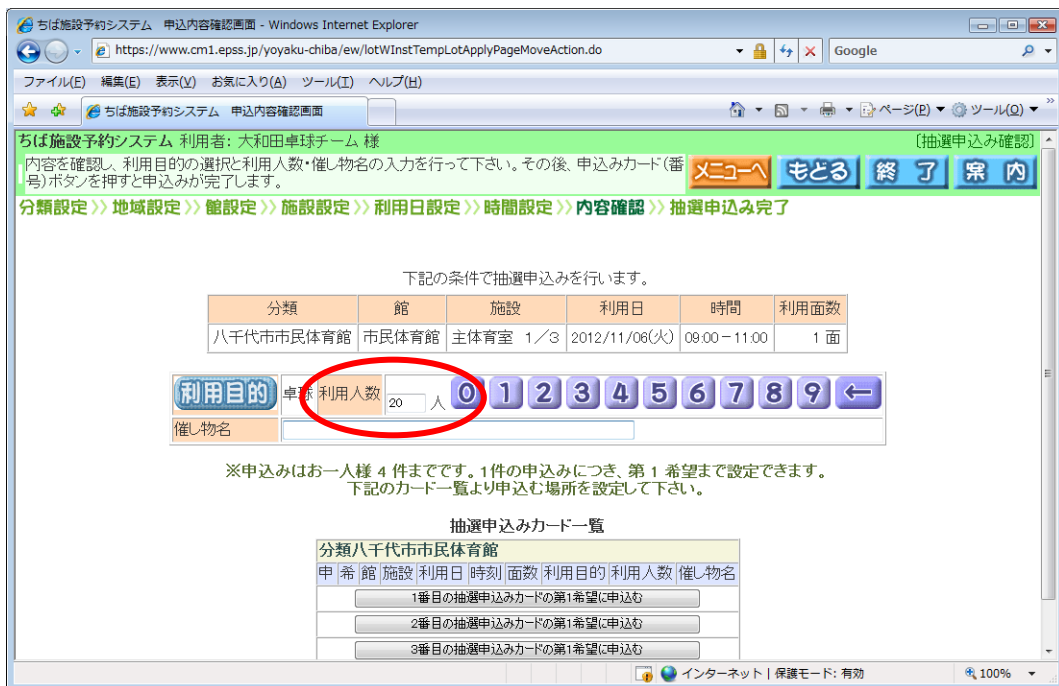 ちば施設予約システム 申込内容確認画面 - Windows Internet Explorer
https://www.cm1.epss.jp/yoyaku-chiba/ew/lotWInstTempLotApplyPageMoveAction.do
Google
ファイル(F) 編集(E) 表示(V) お気に入り(A) ツール(T) ヘルプ(H)
ちば施設予約システム 申込内容確認画面
ページ(P) ツール(O) »
ちば施設予約システム 利用者: 大和田卓球チーム 様 [抽選申込み確認]
内容を確認し、利用目的の選択と利用人数・催し物名の入力を行って下さい。その後、申込みカード(番
号)ボタンを押すと申込みが完了します。
メニューへ もどる 終 了 案 内
分類設定 》 地域設定 》 館設定 》 施設設定 》 利用日設定 》 時間設定 》 内容確認 》 抽選申込み完了
下記の条件で抽選申込みを行います。
分類 館 施設 利用日 時間 利用面数
八千代市市民体育館 市民体育館 主体育室 1/3 2012/11/06(火) 09:00-11:00 1 面
利用目的 卓球 利用人数 20 人 0 1 2 3 4 5 6 7 8 9 ←
催し物名
※申込みはお一人様 4 件までです。1件の申込みにつき、第 1 希望まで設定できます。
下記のカード一覧より申込む場所を設定して下さい。
抽選申込みカード一覧
分類八千代市市民体育館
申 希 館 施設 利用日 時刻 面数 利用目的 利用人数 催し物名
1番目の抽選申込みカードの第1希望に申込む
2番目の抽選申込みカードの第1希望に申込む
3番目の抽選申込みカードの第1希望に申込む
インターネット | 保護モード: 有効 100%